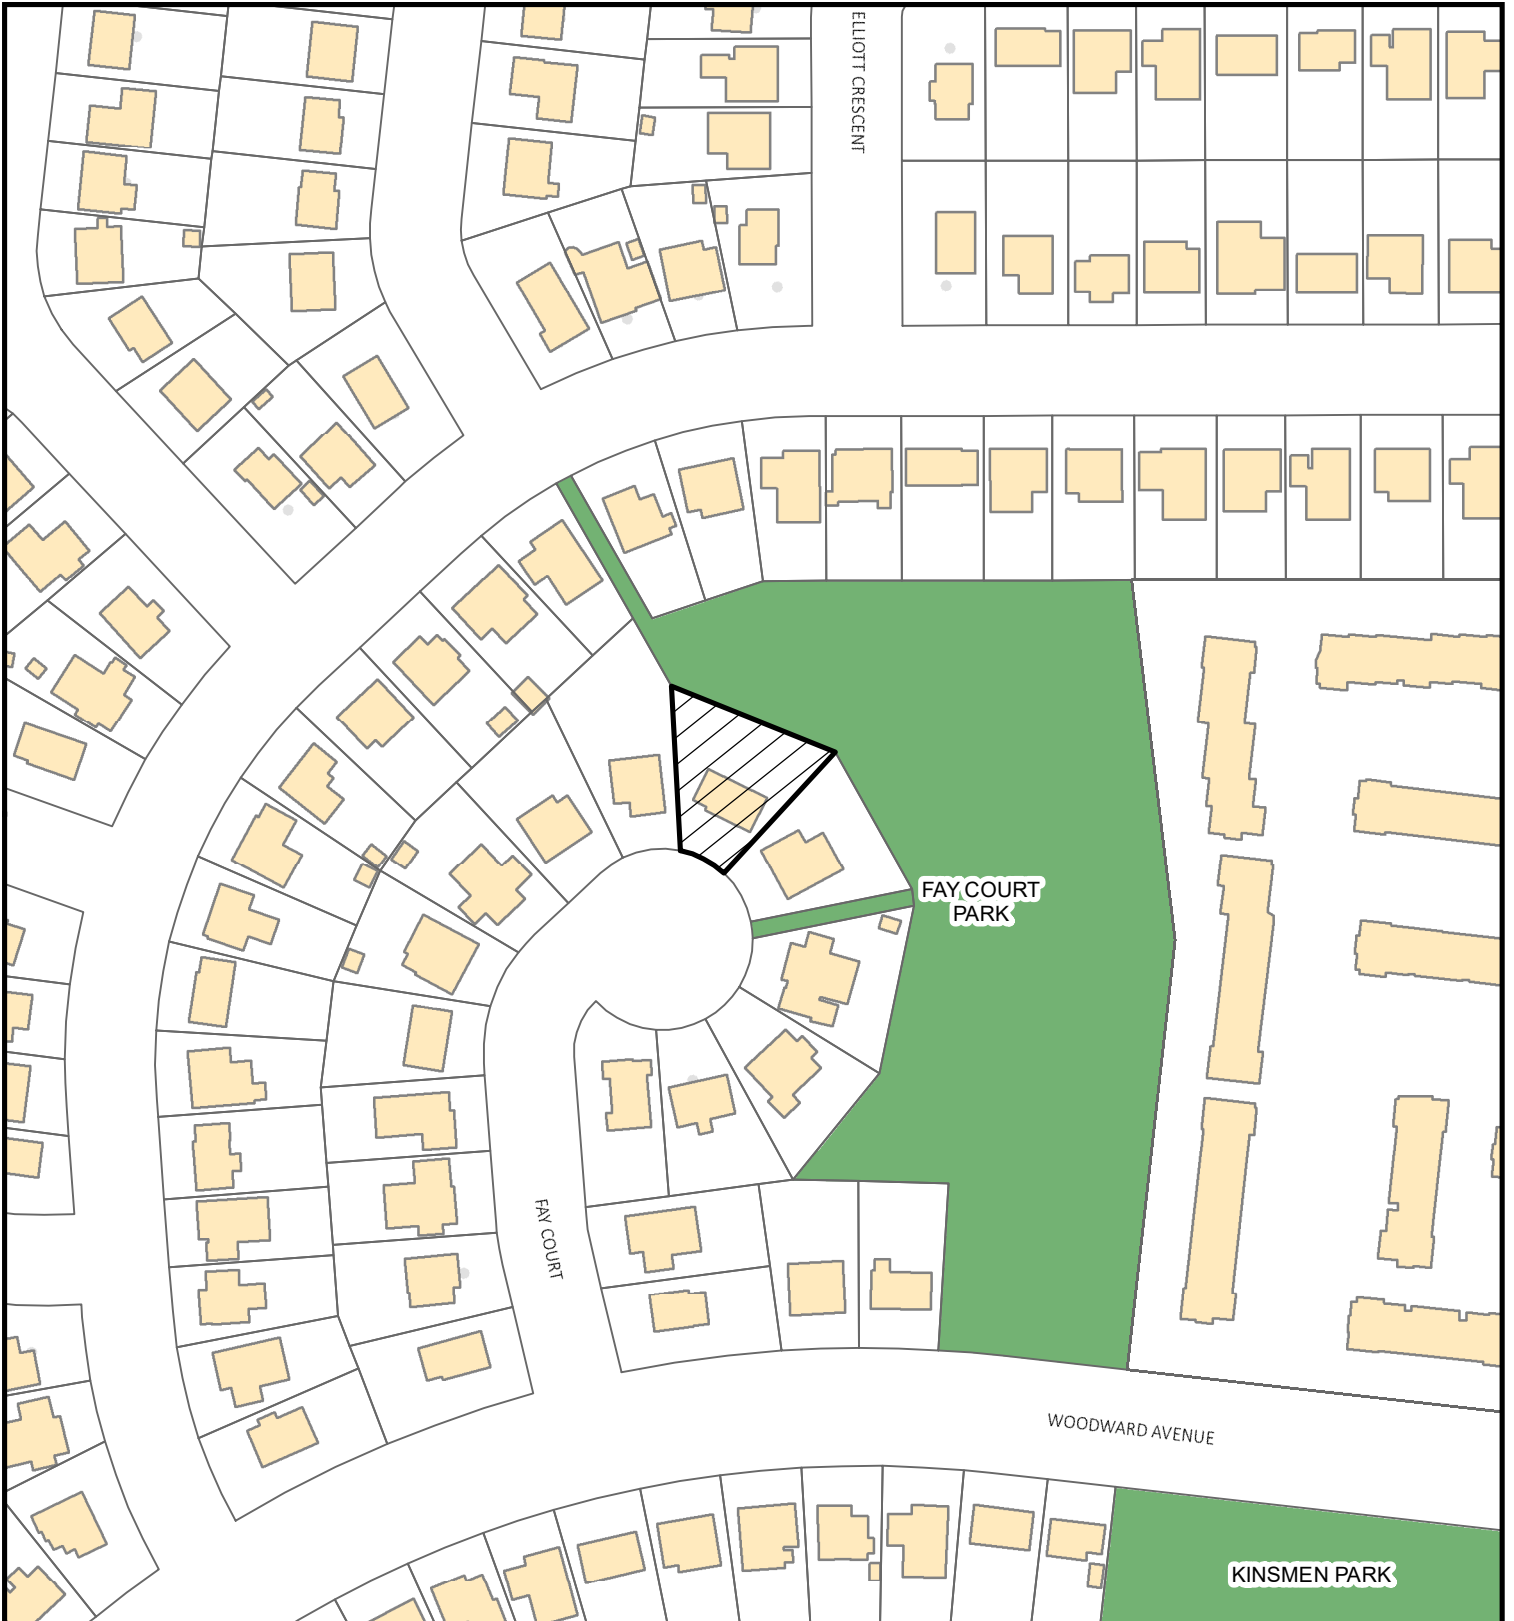 ELLIOTT CRESCENT
FAY COURT
PARK
FAY COURT
WOODWARD AVENUE
KINSMEN PARK